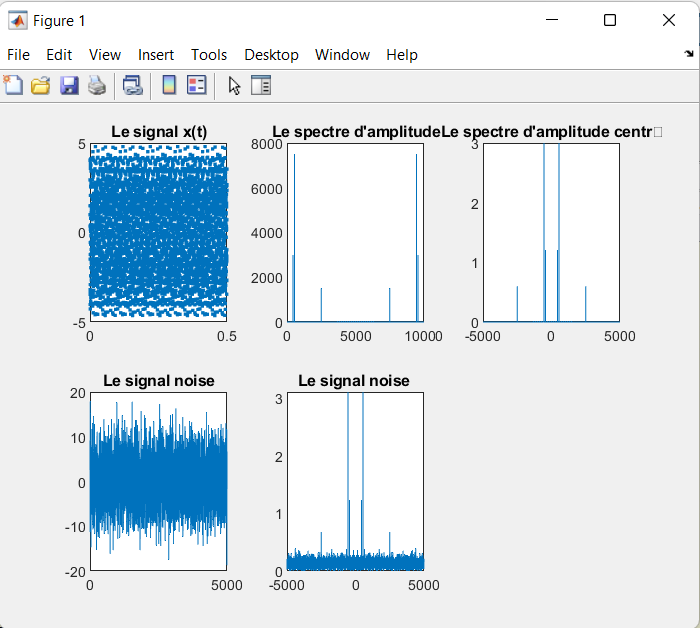 Figure 1
File Edit View Insert Tools Desktop Window Help
Le signal x(t)
Le spectre d'amplitude
Le spectre d'amplitude centr□
5
0
-5
0 0.5
8000
6000
4000
2000
0
0 5000 10000
3
2
1
0
-5000 0 5000
Le signal noise
20
10
0
-10
-20
0 5000
Le signal noise
3
2
1
0
-5000 0 5000